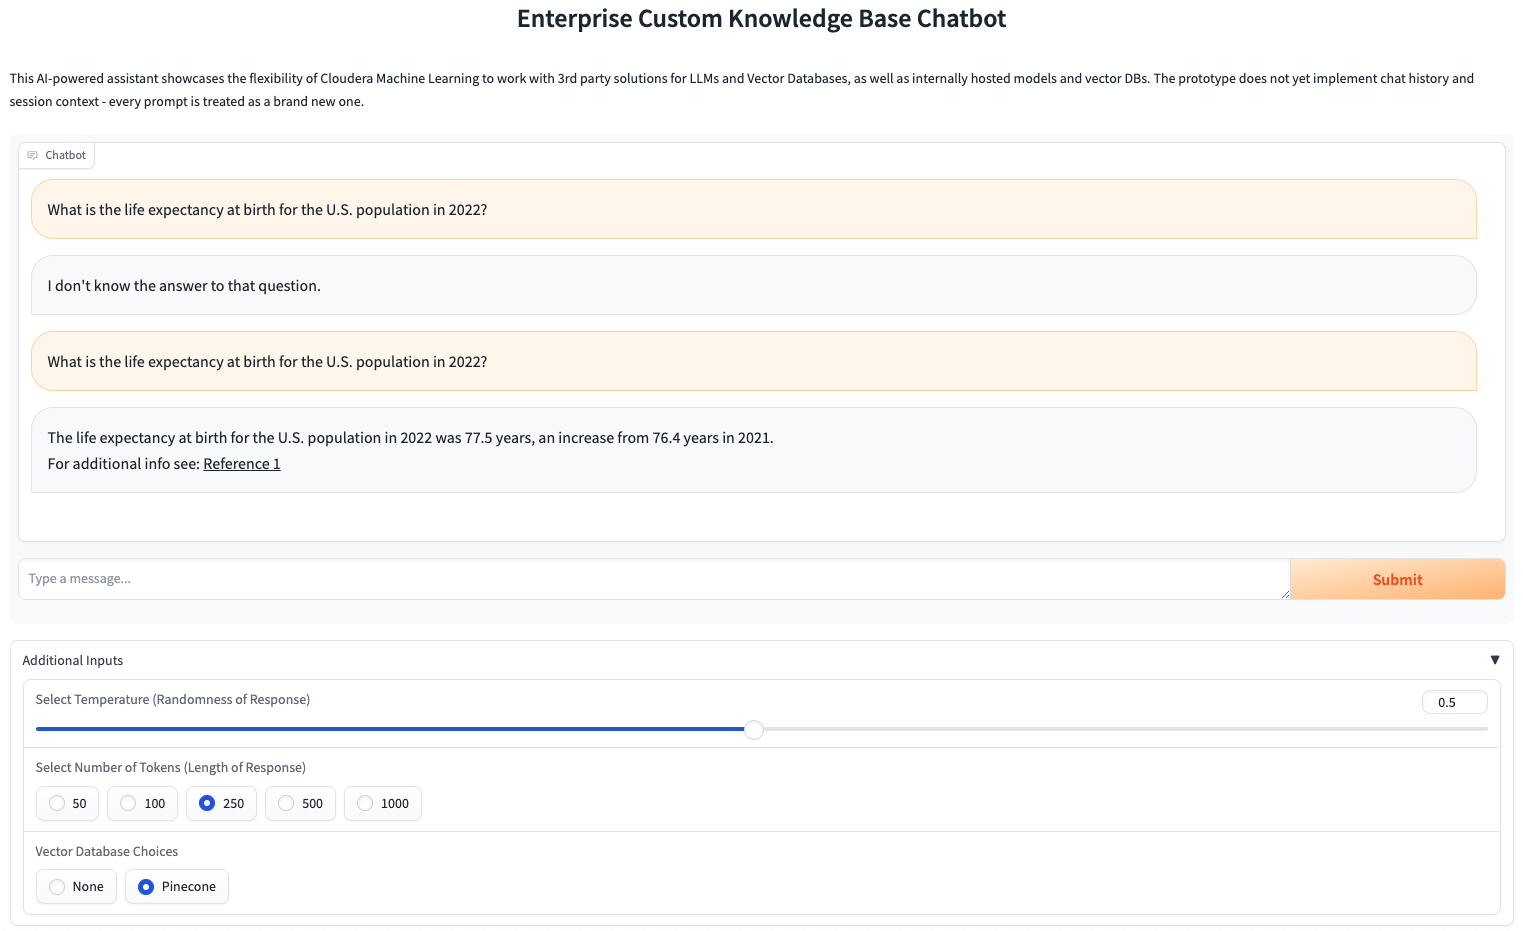 Enterprise Custom Knowledge Base Chatbot
This AI-powered assistant showcases the flexibility of Cloudera Machine Learning to work with 3rd party solutions for LLMs and Vector Databases, as well as internally hosted models and vector DBs. The prototype does not yet implement chat history and
session context - every prompt is treated as a brand new one.
Chatbot
What is the life expectancy at birth for the U.S. population in 2022?
I don't know the answer to that question.
What is the life expectancy at birth for the U.S. population in 2022?
The life expectancy at birth for the U.S. population in 2022 was 77.5 years, an increase from 76.4 years in 2021.
For additional info see: Reference 1
Type a message...
Submit
Additional Inputs ▼
Select Temperature (Randomness of Response)
0.5
Select Number of Tokens (Length of Response)
50 100 250 500 1000
Vector Database Choices
None Pinecone